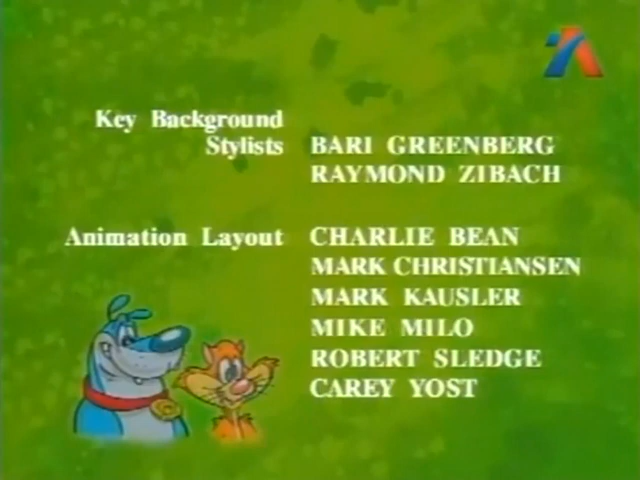 Key Background
Stylists BARI GREENBERG
RAYMOND ZIBACH
Animation Layout CHARLIE BEAN
MARK CHRISTIANSEN
MARK KAUSLER
MIKE MILO
ROBERT SLEDGE
CAREY YOST